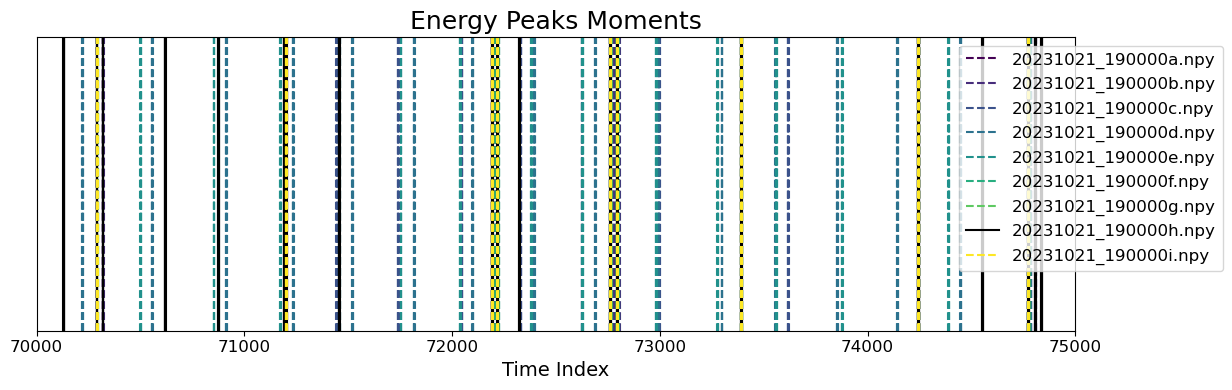 Energy Peaks Moments
20231021_190000a.npy
20231021_190000b.npy
20231021_190000c.npy
20231021_190000d.npy
20231021_190000e.npy
20231021_190000f.npy
20231021_190000g.npy
20231021_190000h.npy
20231021_190000i.npy
70000 71000 72000 73000 74000 75000
Time Index